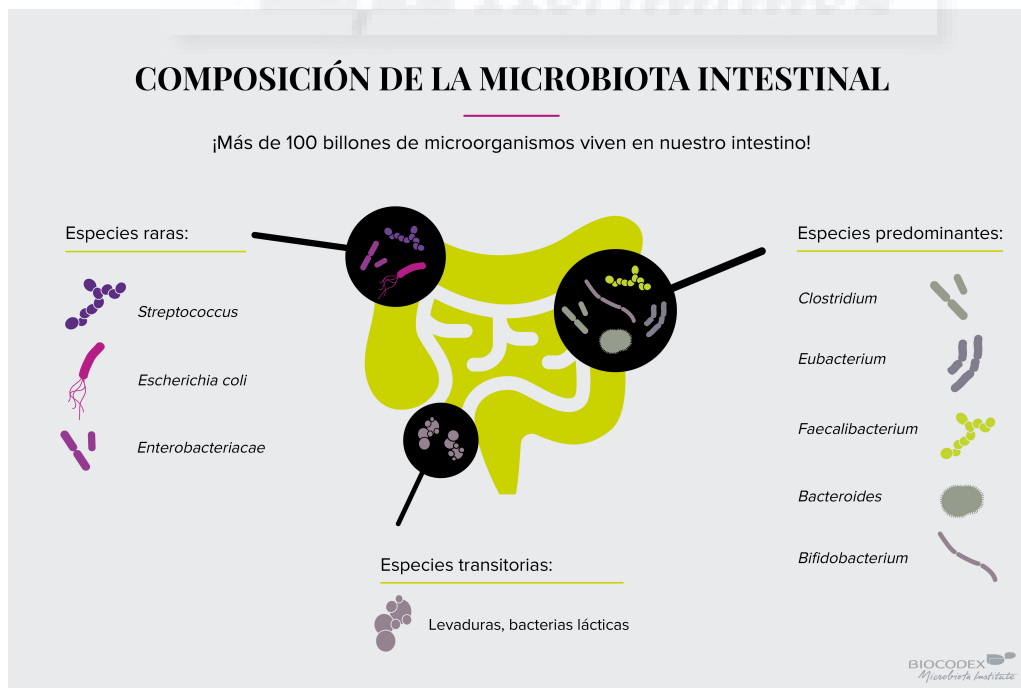 COMPOSICIÓN DE LA MICROBIOTA INTESTINAL
¡Más de 100 billones de microorganismos viven en nuestro intestino!
Especies raras:
Streptococcus
Escherichia coli
Enterobacteriacae
Especies predominantes:
Clostridium
Eubacterium
Faecalibacterium
Bacteroides
Bifidobacterium
Especies transitorias:
Levaduras, bacterias lácticas
BIOCODEX
Microbiota Institute